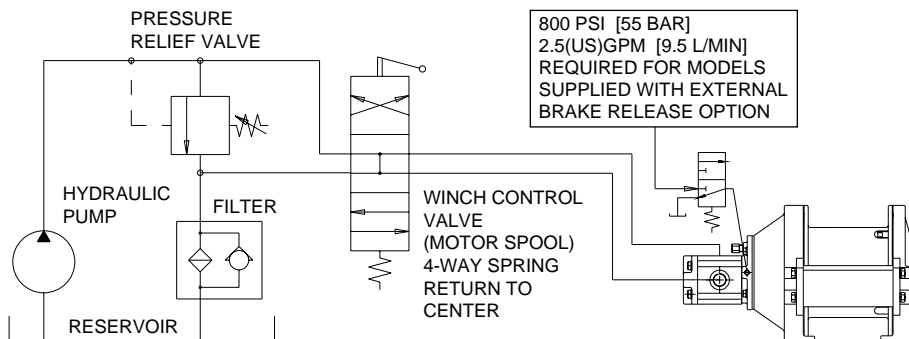 PRESSURE
RELIEF VALVE
800 PSI [55 BAR]
2.5(US)GPM [9.5 L/MIN]
REQUIRED FOR MODELS
SUPPLIED WITH EXTERNAL
BRAKE RELEASE OPTION
HYDRAULIC
PUMP
FILTER
WINCH CONTROL
VALVE
(MOTOR SPOOL)
4-WAY SPRING
RETURN TO
CENTER
RESERVOIR